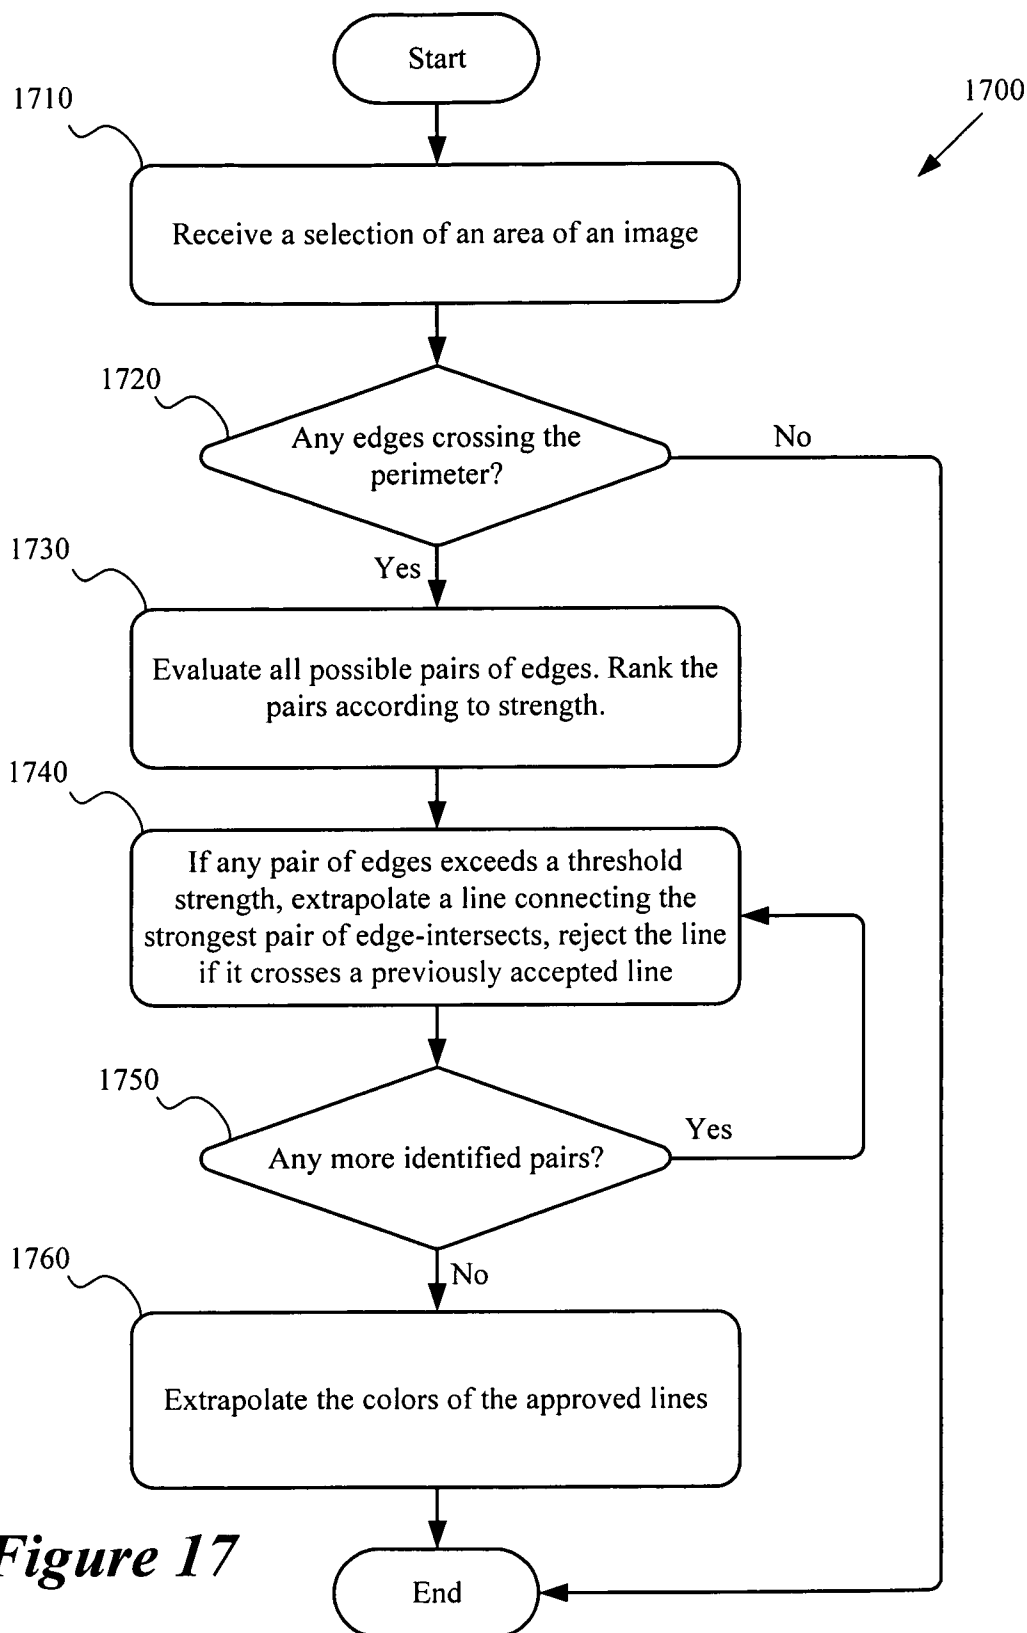 Start
1710
1700
Receive a selection of an area of an image
1720
Any edges crossing the
perimeter?
No
1730
Yes
Evaluate all possible pairs of edges. Rank the
pairs according to strength.
1740
If any pair of edges exceeds a threshold
strength, extrapolate a line connecting the
strongest pair of edge-intersects, reject the line
if it crosses a previously accepted line
1750
Any more identified pairs?
Yes
1760
No
Extrapolate the colors of the approved lines
Figure 17
End